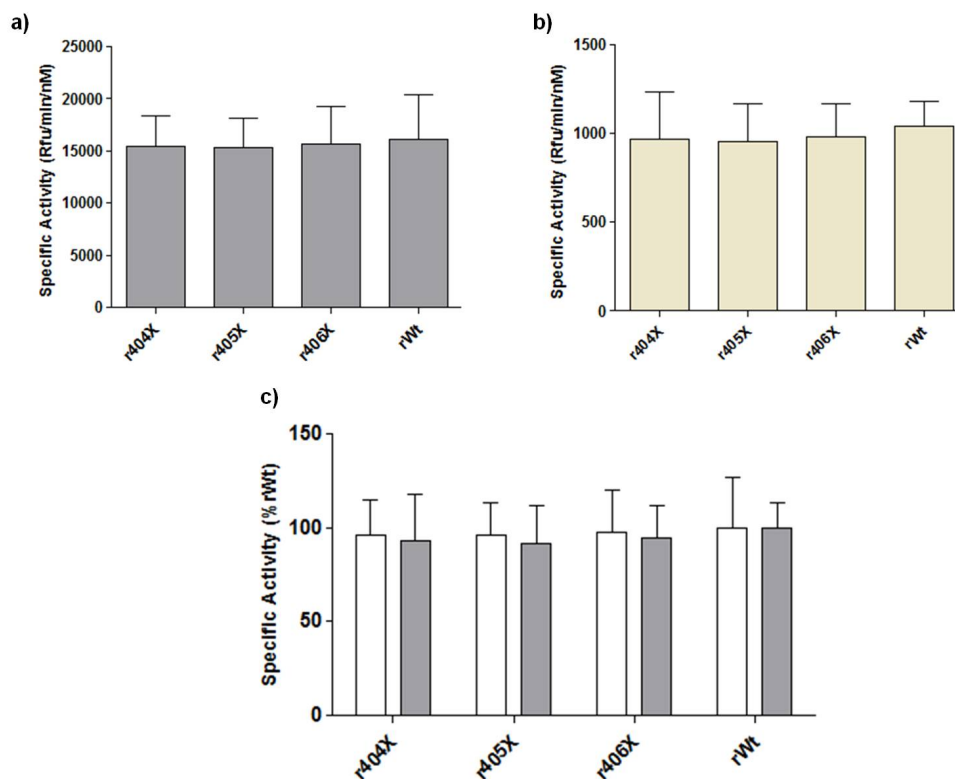 a)
Specific Activity (Rfu/min/nM)
25000
20000
15000
10000
5000
0
r404X
r405X
r406X
rWt
b)
Specific Activity (Rfu/min/nM)
1500
1000
500
0
r404X
r405X
r406X
rWt
c)
Specific Activity (% rWt)
150
100
50
0
r404X
r405X
r406X
rWt